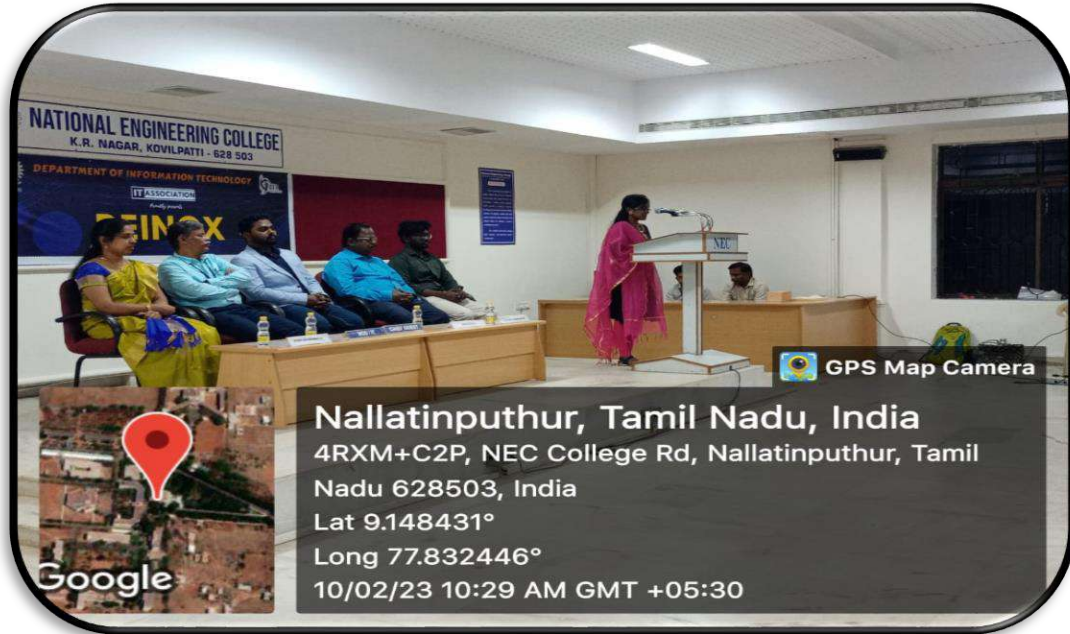 NATIONAL ENGINEERING COLLEGE
K.R. NAGAR, KOVILPATTI - 628 503
DEPARTMENT OF INFORMATION TECHNOLOGY
IT ASSOCIATION
NEC
GPS Map Camera
Nallatinputhur, Tamil Nadu, India
4RXM+C2P, NEC College Rd, Nallatinputhur, Tamil
Nadu 628503, India
Lat 9.148431°
Long 77.832446°
10/02/23 10:29 AM GMT +05:30
Google